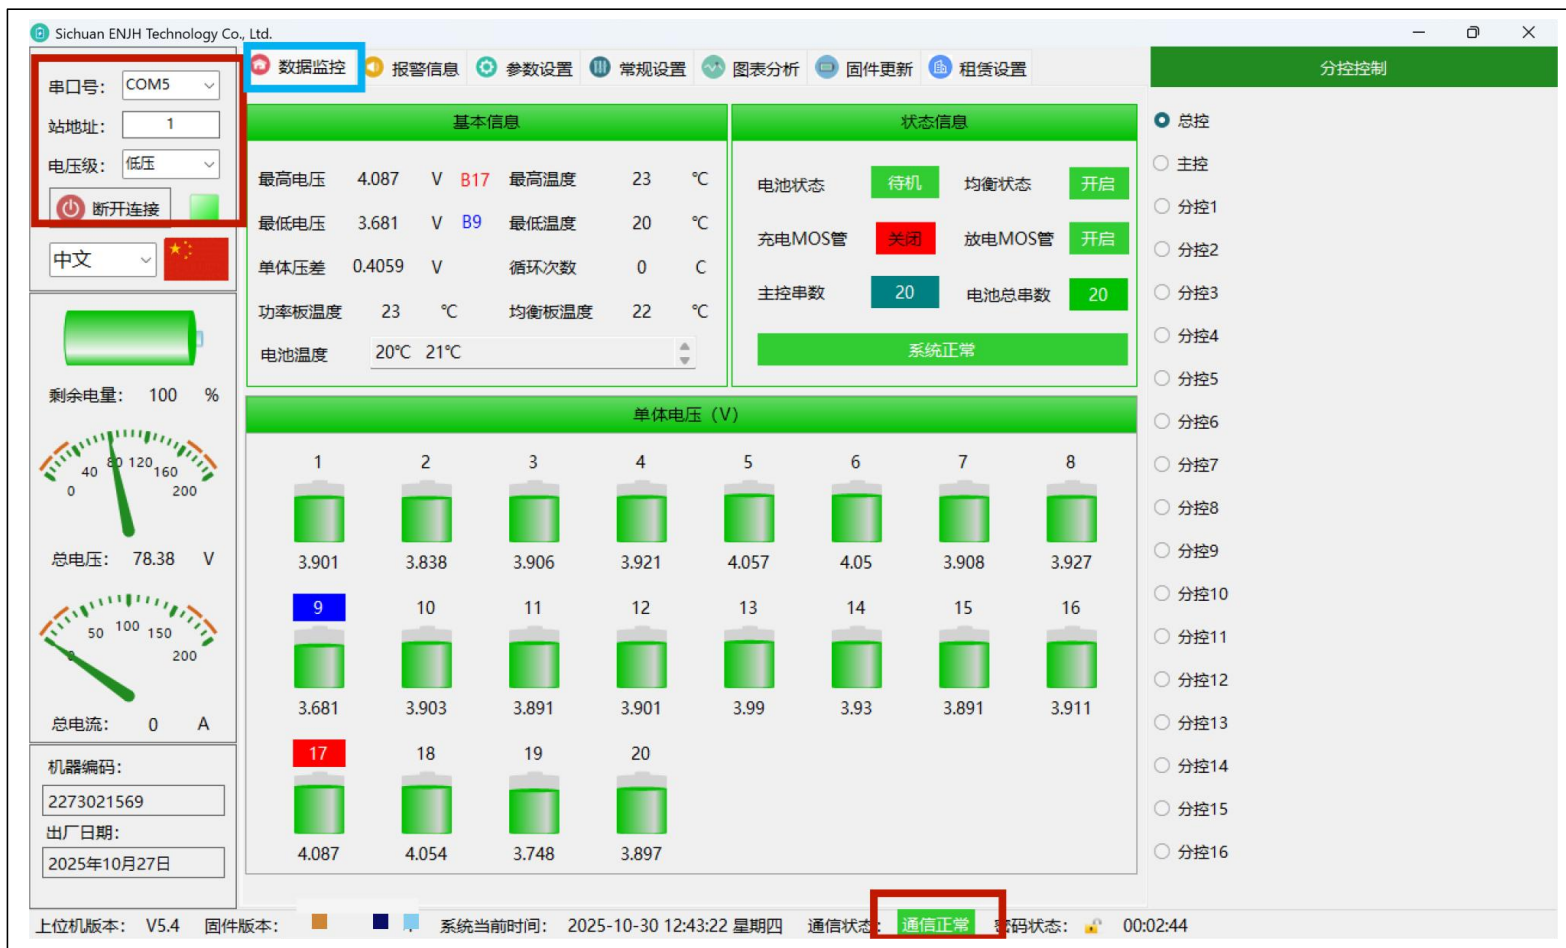 Sichuan ENJH Technology Co., Ltd.
串口号： COM5
站地址： 1
电压级： 低压
断开连接
中文
剩余电量： 100 %
0 40 80 120 160 200
总电压： 78.38 V
0 50 100 150 200
总电流： 0 A
机器编码：
2273021569
出厂日期：
2025年10月27日
数据监控 报警信息 参数设置 常规设置 图表分析 固件更新 租赁设置
基本信息
最高电压 4.087 V B17 最高温度 23 ℃
最低电压 3.681 V B9 最低温度 20 ℃
单体压差 0.4059 V 循环次数 0 C
功率板温度 23 ℃ 均衡板温度 22 ℃
电池温度 20℃ 21℃
状态信息
电池状态 待机 均衡状态 开启
充电MOS管 关闭 放电MOS管 开启
主控串数 20 电池总串数 20
系统正常
单体电压（V）
1 2 3 4 5 6 7 8
3.901 3.838 3.906 3.921 4.057 4.05 3.908 3.927
9 10 11 12 13 14 15 16
3.681 3.903 3.891 3.901 3.99 3.93 3.891 3.911
17 18 19 20
4.087 4.054 3.748 3.897
分控控制
总控
主控
分控1
分控2
分控3
分控4
分控5
分控6
分控7
分控8
分控9
分控10
分控11
分控12
分控13
分控14
分控15
分控16
上位机版本： V5.4 固件版本： 系统当前时间： 2025-10-30 12:43:22 星期四 通信状态： 通信正常 密码状态： 00:02:44